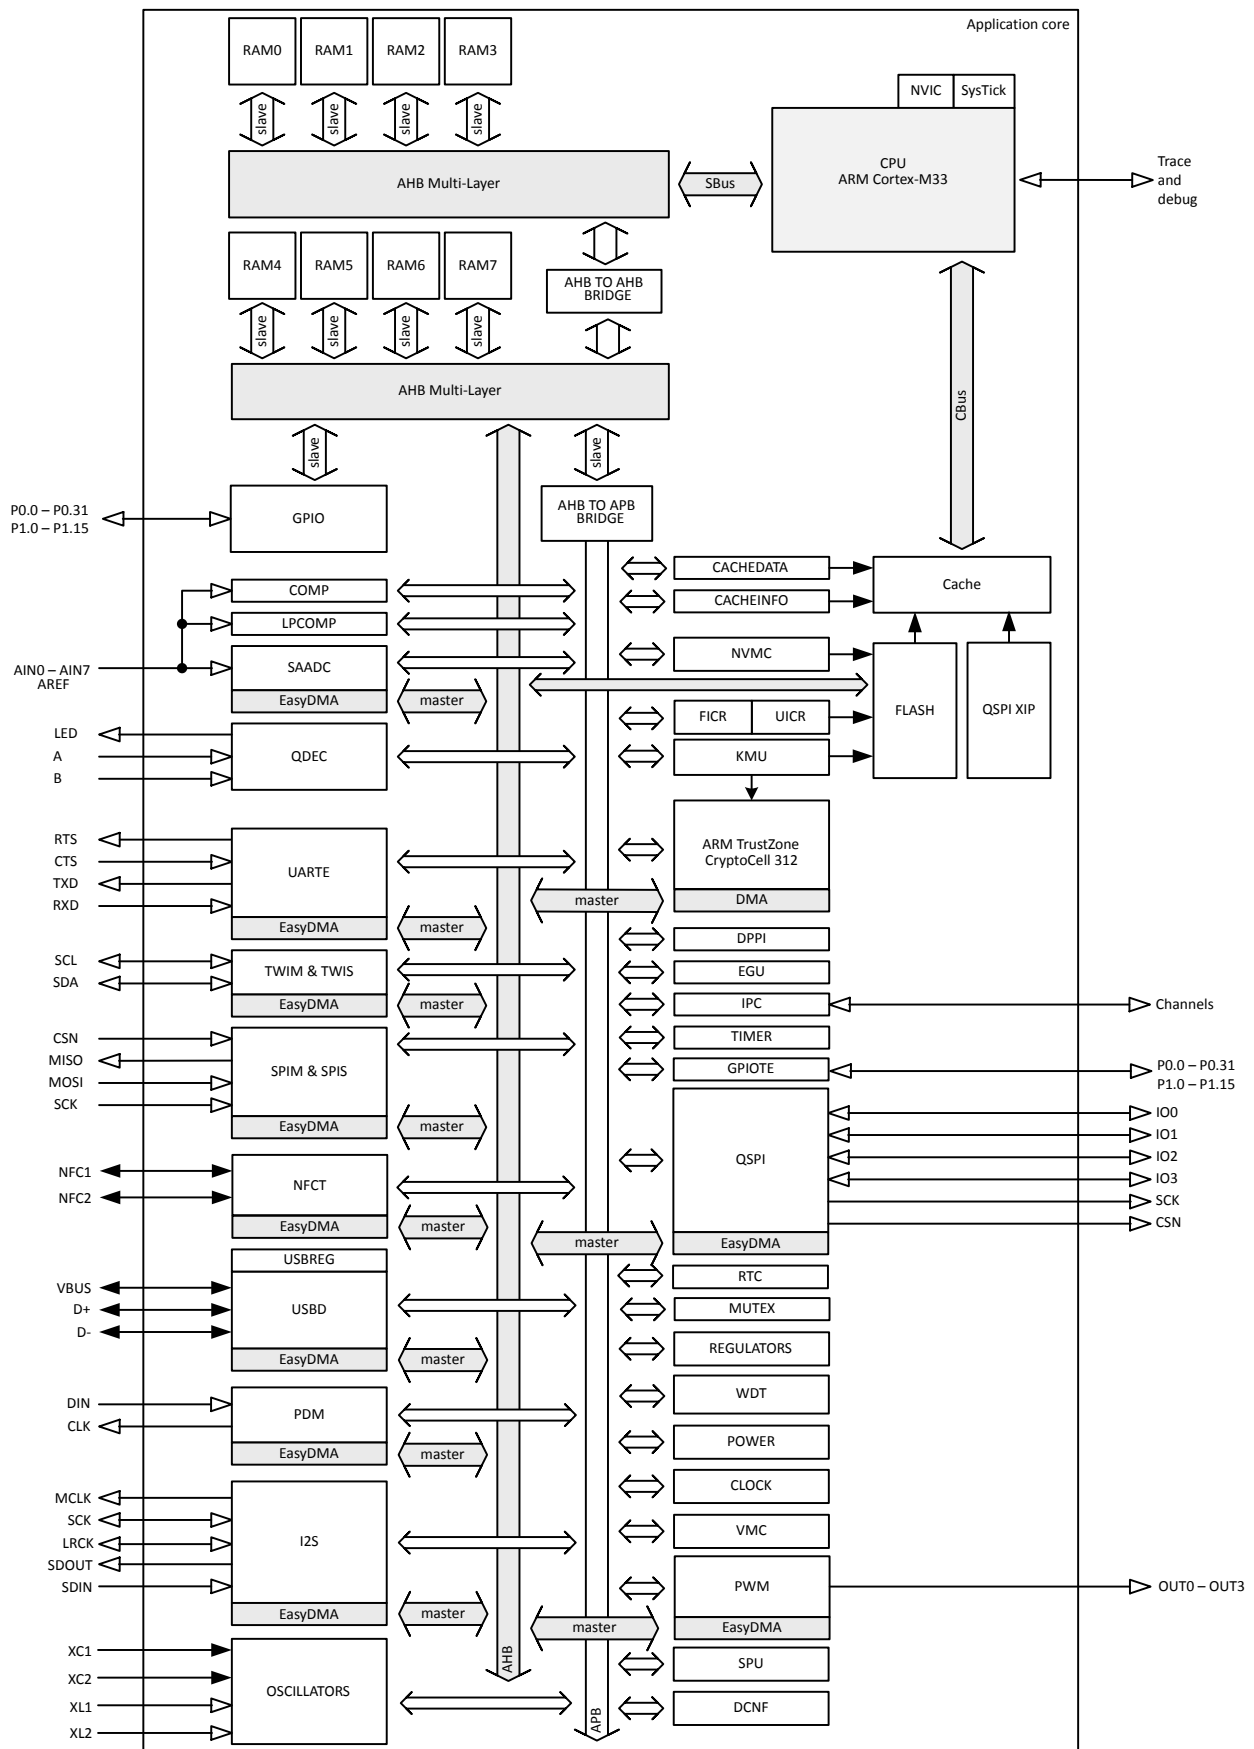 Application core
RAM0
RAM1
RAM2
RAM3
NVIC
SysTick
slave
slave
slave
slave
CPU
ARM Cortex-M33
Trace
and
debug
AHB Multi-Layer
SBus
RAM4
RAM5
RAM6
RAM7
AHB TO AHB
BRIDGE
slave
slave
slave
slave
AHB Multi-Layer
CBus
slave
slave
P0.0 – P0.31
P1.0 – P1.15
GPIO
AHB TO APB
BRIDGE
CACHEDATA
Cache
COMP
CACHEINFO
LPCOMP
NVMC
AIN0 – AIN7
AREF
SAADC
EasyDMA
master
FICR
UICR
FLASH
QSPI XIP
LED
A
B
QDEC
KMU
RTS
CTS
TXD
RXD
UARTE
EasyDMA
master
ARM TrustZone
CryptoCell 312
DMA
master
DPPI
SCL
SDA
TWIM & TWIS
EasyDMA
master
EGU
IPC
Channels
CSN
MISO
MOSI
SCK
SPIM & SPIS
EasyDMA
master
TIMER
GPIOTE
P0.0 – P0.31
P1.0 – P1.15
QSPI
EasyDMA
master
IO0
IO1
IO2
IO3
SCK
CSN
NFC1
NFC2
NFCT
EasyDMA
master
USBREG
VBUS
D+
D-
USBD
EasyDMA
master
RTC
MUTEX
REGULATORS
DIN
CLK
PDM
EasyDMA
master
WDT
POWER
CLOCK
MCLK
SCK
LRCK
SDOUT
SDIN
I2S
EasyDMA
master
VMC
PWM
EasyDMA
master
OUT0 – OUT3
XC1
XC2
XL1
XL2
OSCILLATORS
AHB
APB
SPU
DCNF